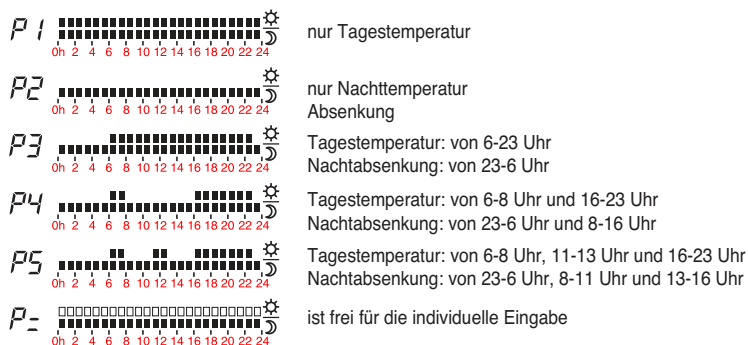 P1 0h 2 4 6 8 10 12 14 16 18 20 22 24 nur Tagestemperatur
P2 0h 2 4 6 8 10 12 14 16 18 20 22 24 nur Nachttemperatur
Absenkung
P3 0h 2 4 6 8 10 12 14 16 18 20 22 24 Tagestemperatur: von 6-23 Uhr
Nachtabsenkung: von 23-6 Uhr
P4 0h 2 4 6 8 10 12 14 16 18 20 22 24 Tagestemperatur: von 6-8 Uhr und 16-23 Uhr
Nachtabsenkung: von 23-6 Uhr und 8-16 Uhr
P5 0h 2 4 6 8 10 12 14 16 18 20 22 24 Tagestemperatur: von 6-8 Uhr, 11-13 Uhr und 16-23 Uhr
Nachtabsenkung: von 23-6 Uhr, 8-11 Uhr und 13-16 Uhr
P= 0h 2 4 6 8 10 12 14 16 18 20 22 24 ist frei für die individuelle Eingabe